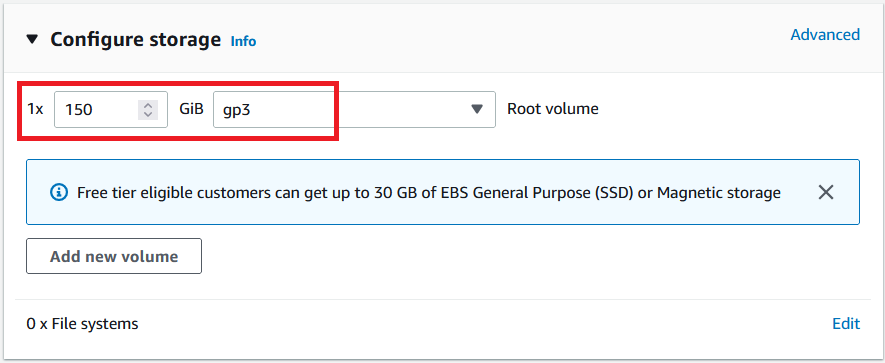 Configure storage Info
Advanced
1x 150 GiB gp3 Root volume
Free tier eligible customers can get up to 30 GB of EBS General Purpose (SSD) or Magnetic storage
Add new volume
0 x File systems
Edit